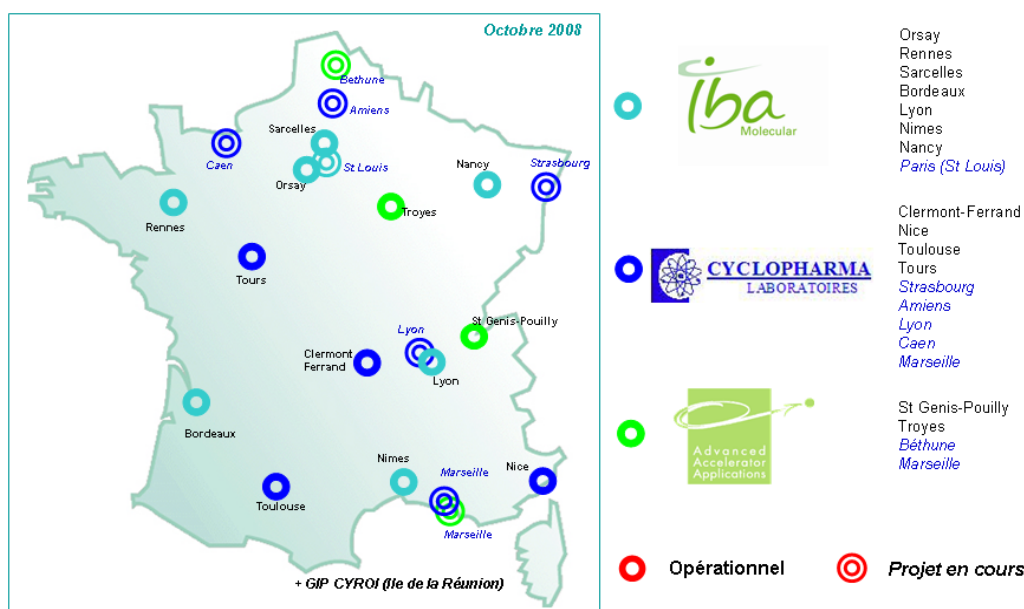 Octobre 2008
Béthune
Amiens
Sarcelles
Caen
St Louis
Orsay
Nancy
Strasbourg
Rennes
Troyes
Tours
St Genis-Pouilly
Lyon
Clermont
Ferrand
Lyon
Bordeaux
Nimes
Marseille
Nice
Toulouse
Marseille
+ GIP CYROI (Ile de la Réunion)
iba
Molecular
Orsay
Rennes
Sarcelles
Bordeaux
Lyon
Nimes
Nancy
Paris (St Louis)
CYCLOPHARMA
LABORATOIRES
Clermont-Ferrand
Nice
Toulouse
Tours
Strasbourg
Amiens
Lyon
Caen
Marseille
Advanced
Accelerator
Applications
St Genis-Pouilly
Troyes
Béthune
Marseille
Opérationnel
Projet en cours